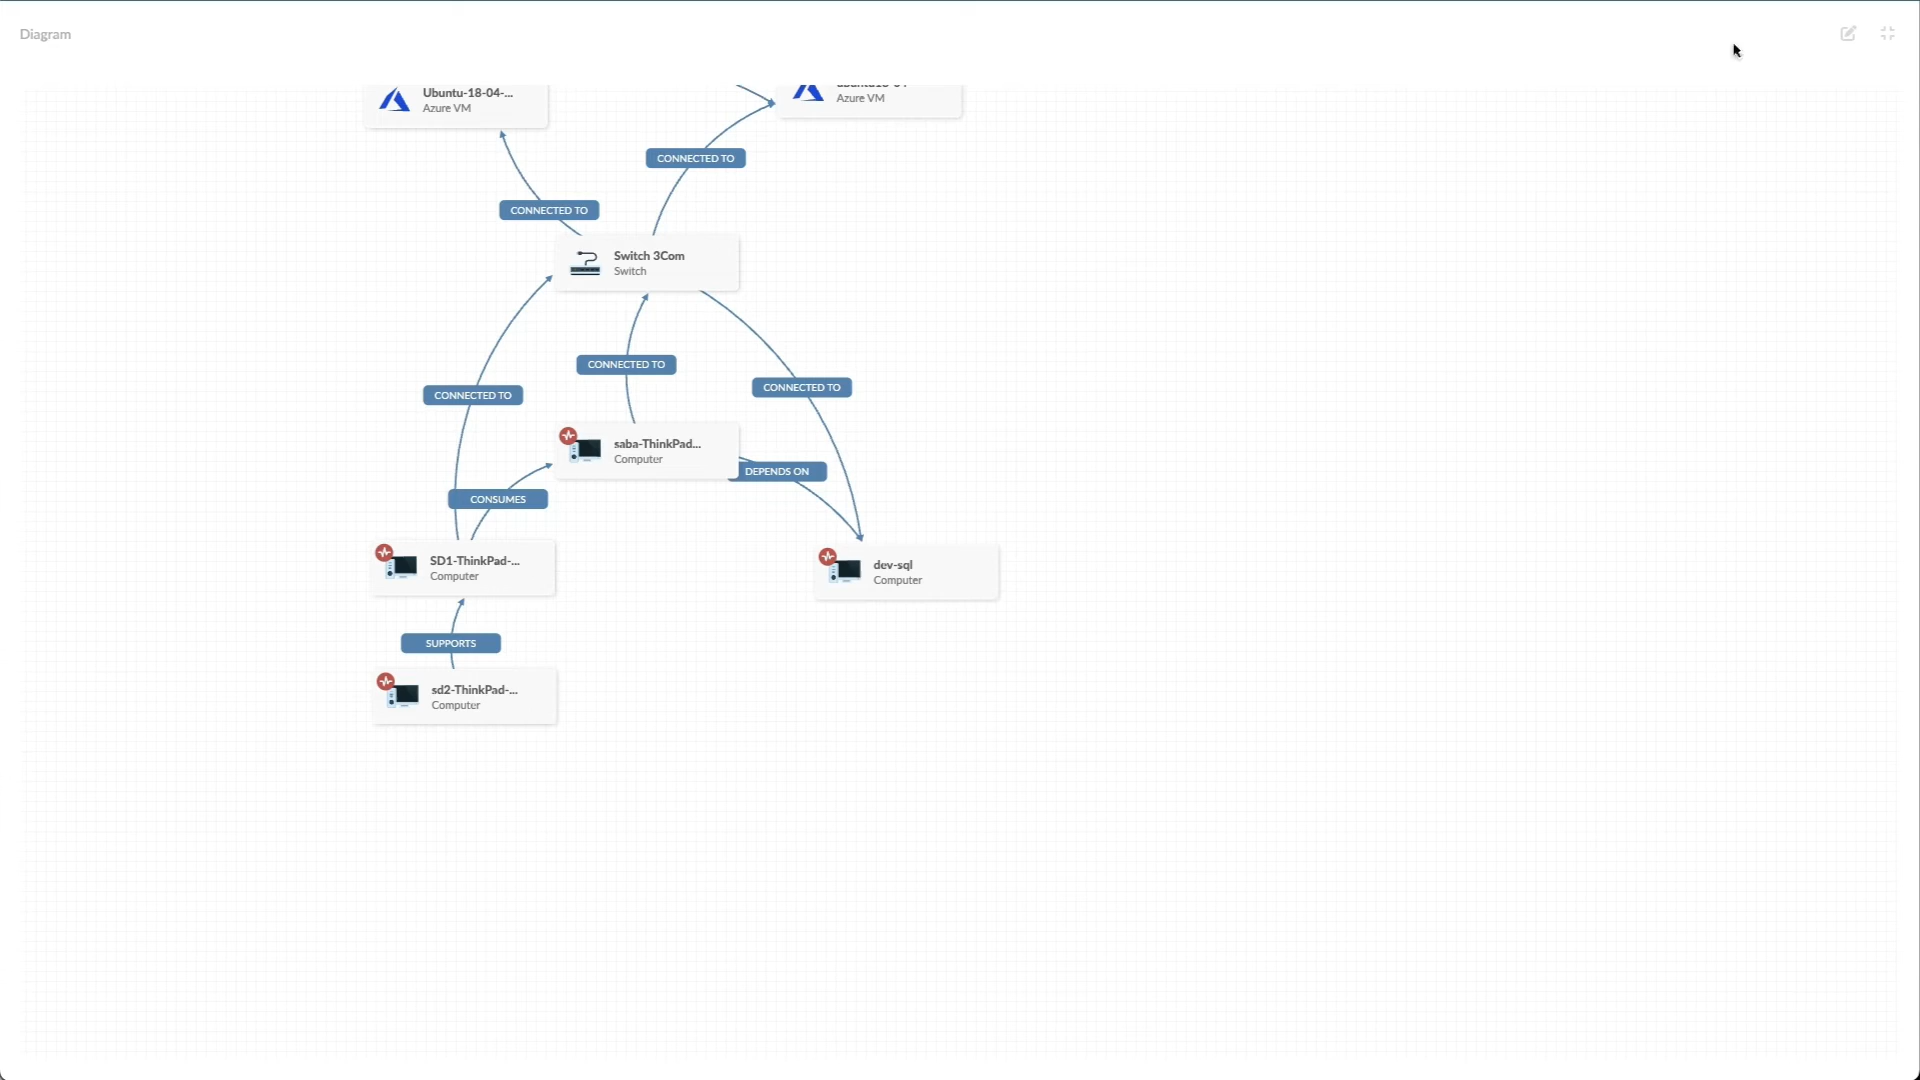 Diagram
Ubuntu-18-04-...
Azure VM
Azure VM
CONNECTED TO
CONNECTED TO
Switch 3Com
Switch
CONNECTED TO
CONNECTED TO
CONNECTED TO
saba-ThinkPad...
Computer
DEPENDS ON
CONSUMES
SD1-ThinkPad-...
Computer
dev-sql
Computer
SUPPORTS
sd2-ThinkPad-...
Computer